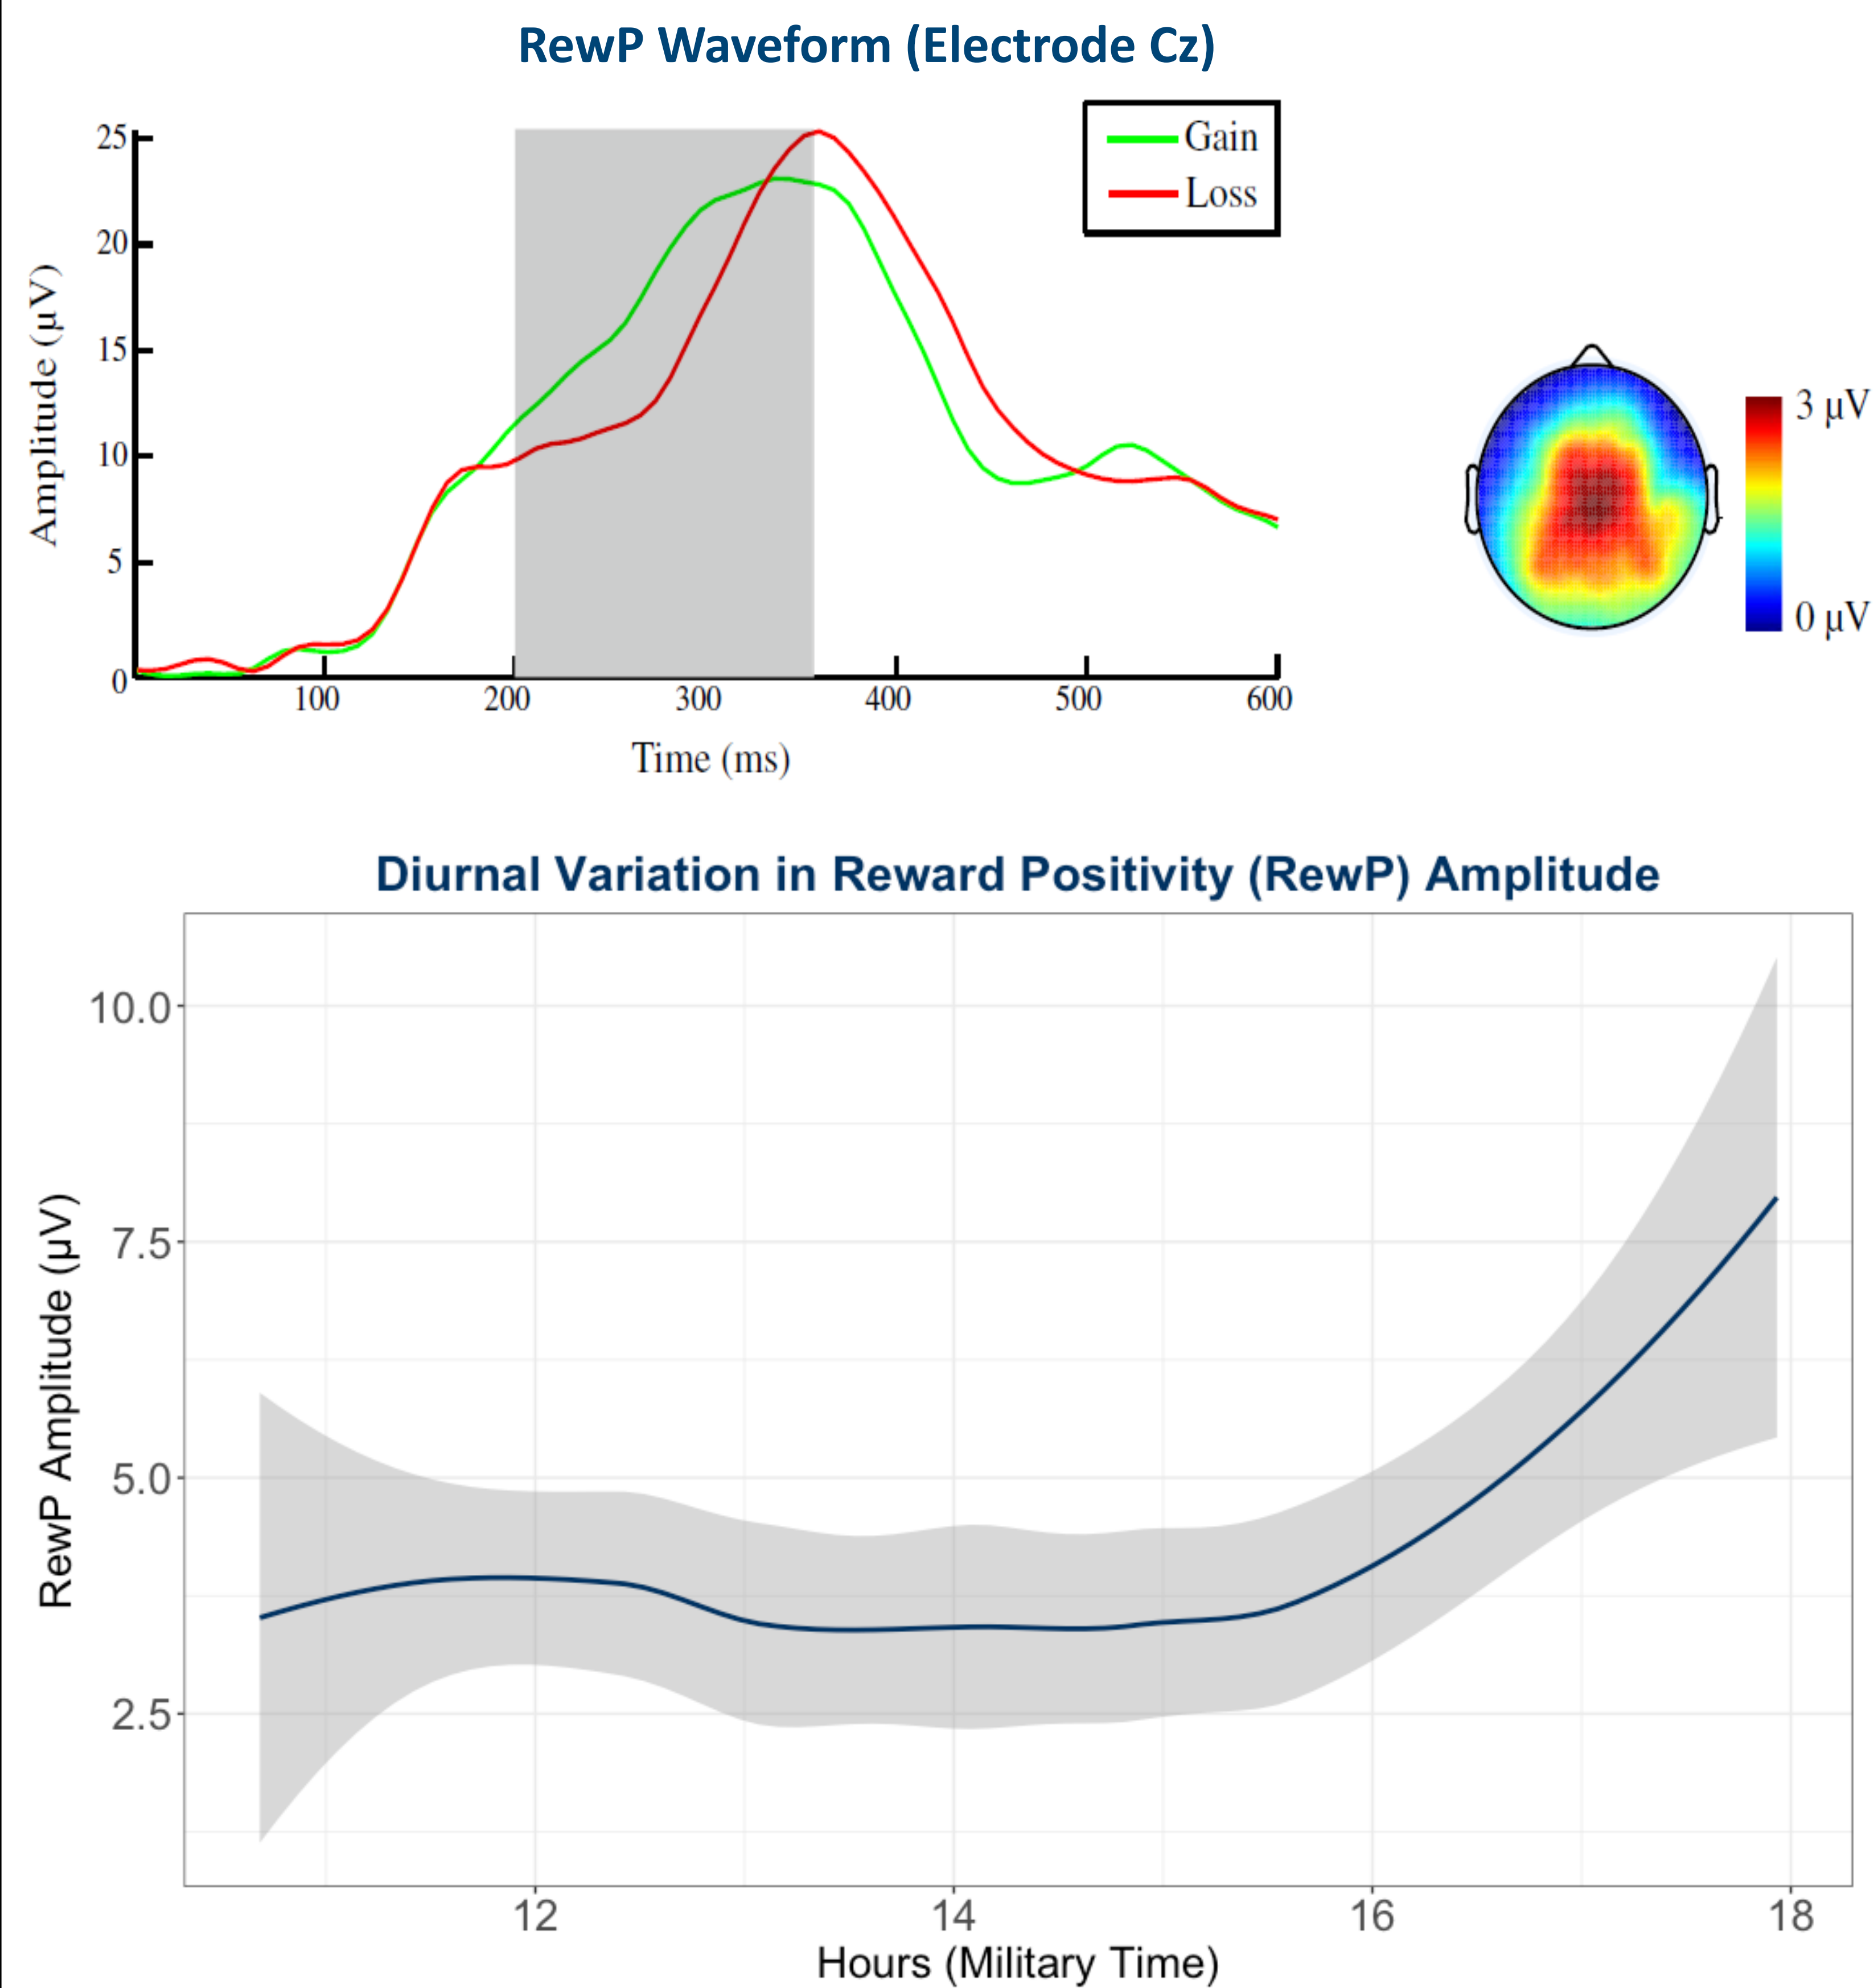 RewP Waveform (Electrode Cz)
Gain
Loss
25
20
15
10
5
0
Amplitude (µV)
100 200 300 400 500 600
Time (ms)
3 µV
0 µV
Diurnal Variation in Reward Positivity (RewP) Amplitude
10.0
7.5
5.0
2.5
RewP Amplitude (µV)
12 14 16 18
Hours (Military Time)